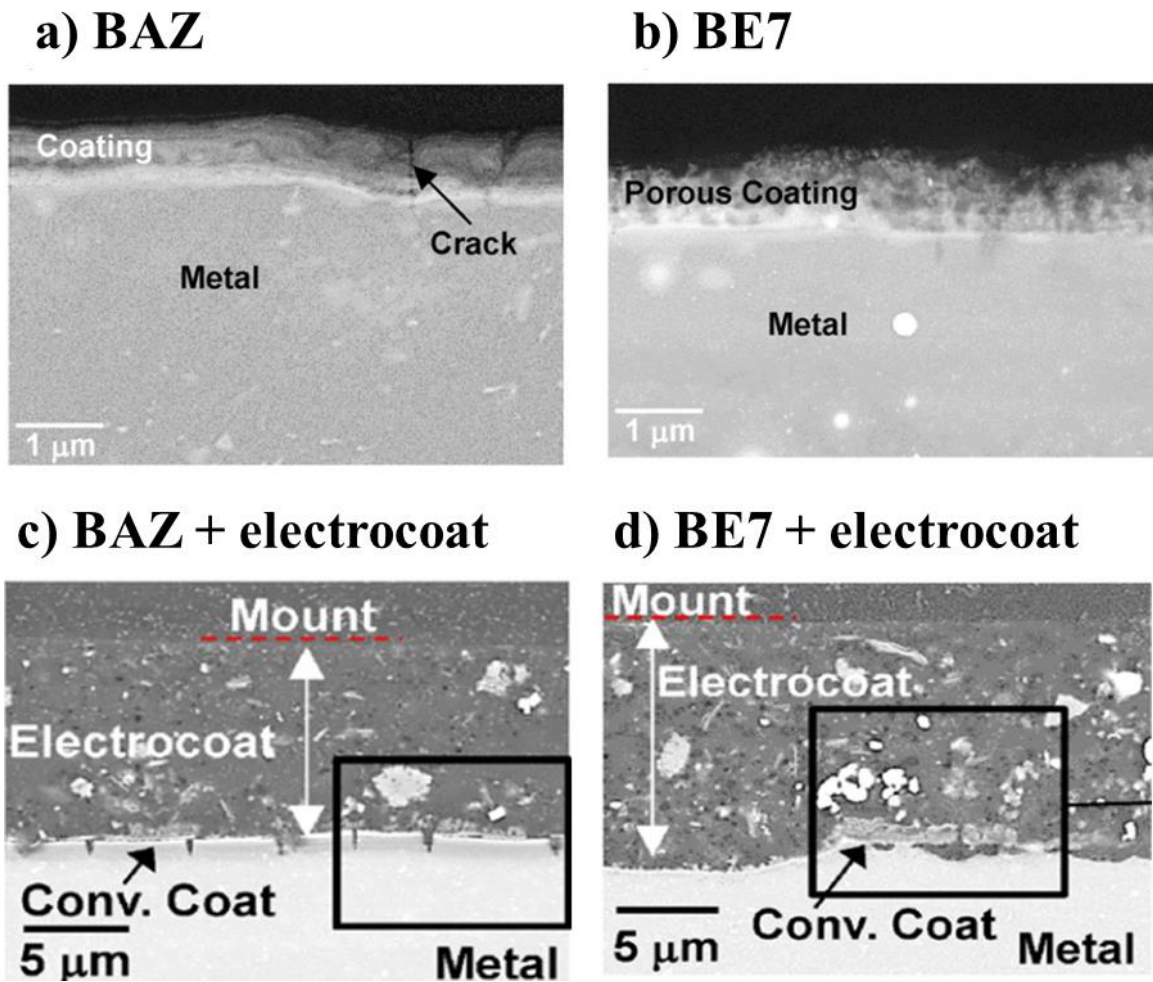 a) BAZ
b) BE7
Coating
Crack
Metal
1 μm
Porous Coating
Metal
1 μm
c) BAZ + electrocoat
d) BE7 + electrocoat
Mount
Electrocoat
Conv. Coat
5 μm
Metal
Mount
Electrocoat
Conv. Coat
5 μm
Metal